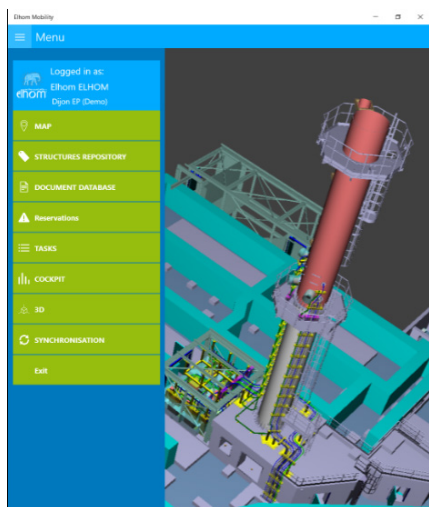 Elhom Mobility
Menu
Logged in as:
Elhom ELHOM
Dijon EP (Demo)
elhom
MAP
STRUCTURES REPOSITORY
DOCUMENT DATABASE
Reservations
TASKS
COCKPIT
3D
SYNCHRONISATION
Exit